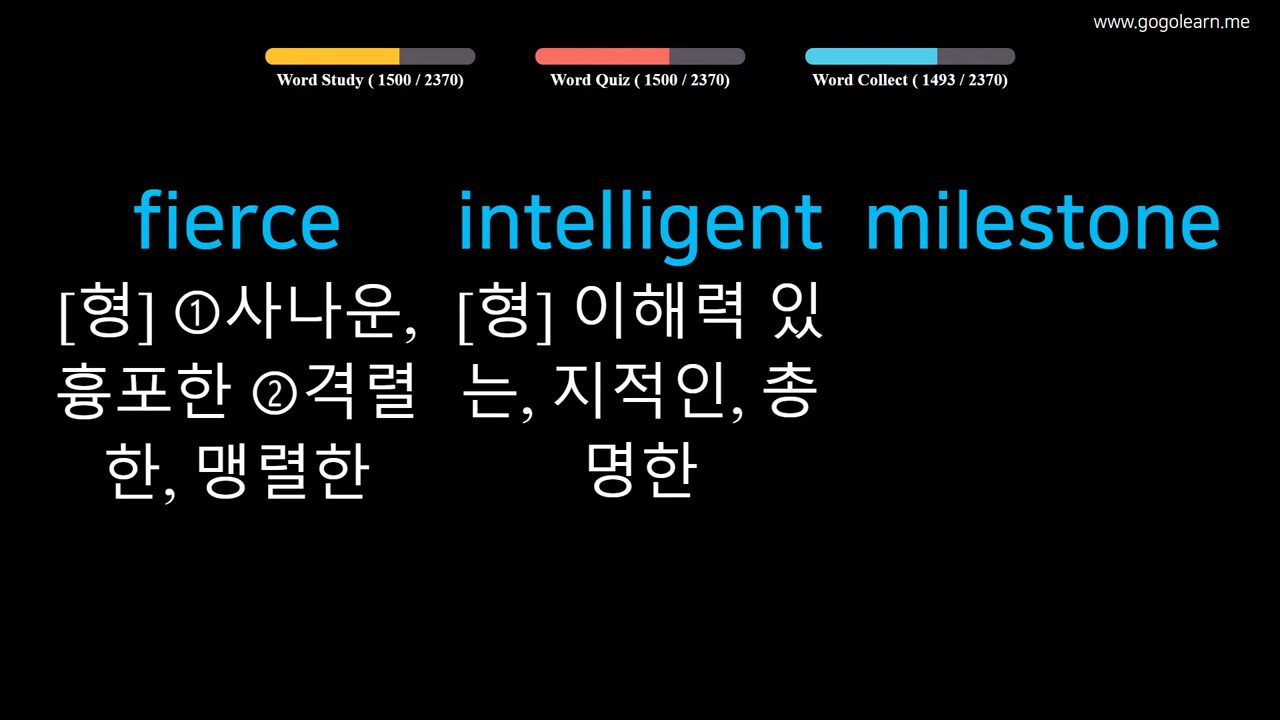 www.gogolearn.me
Word Study ( 1500 / 2370)
Word Quiz ( 1500 / 2370)
Word Collect ( 1493 / 2370)
fierce
[형] ①사나운,
흉포한 ②격렬
한, 맹렬한
intelligent
[형] 이해력 있
는, 지적인, 총
명한
milestone